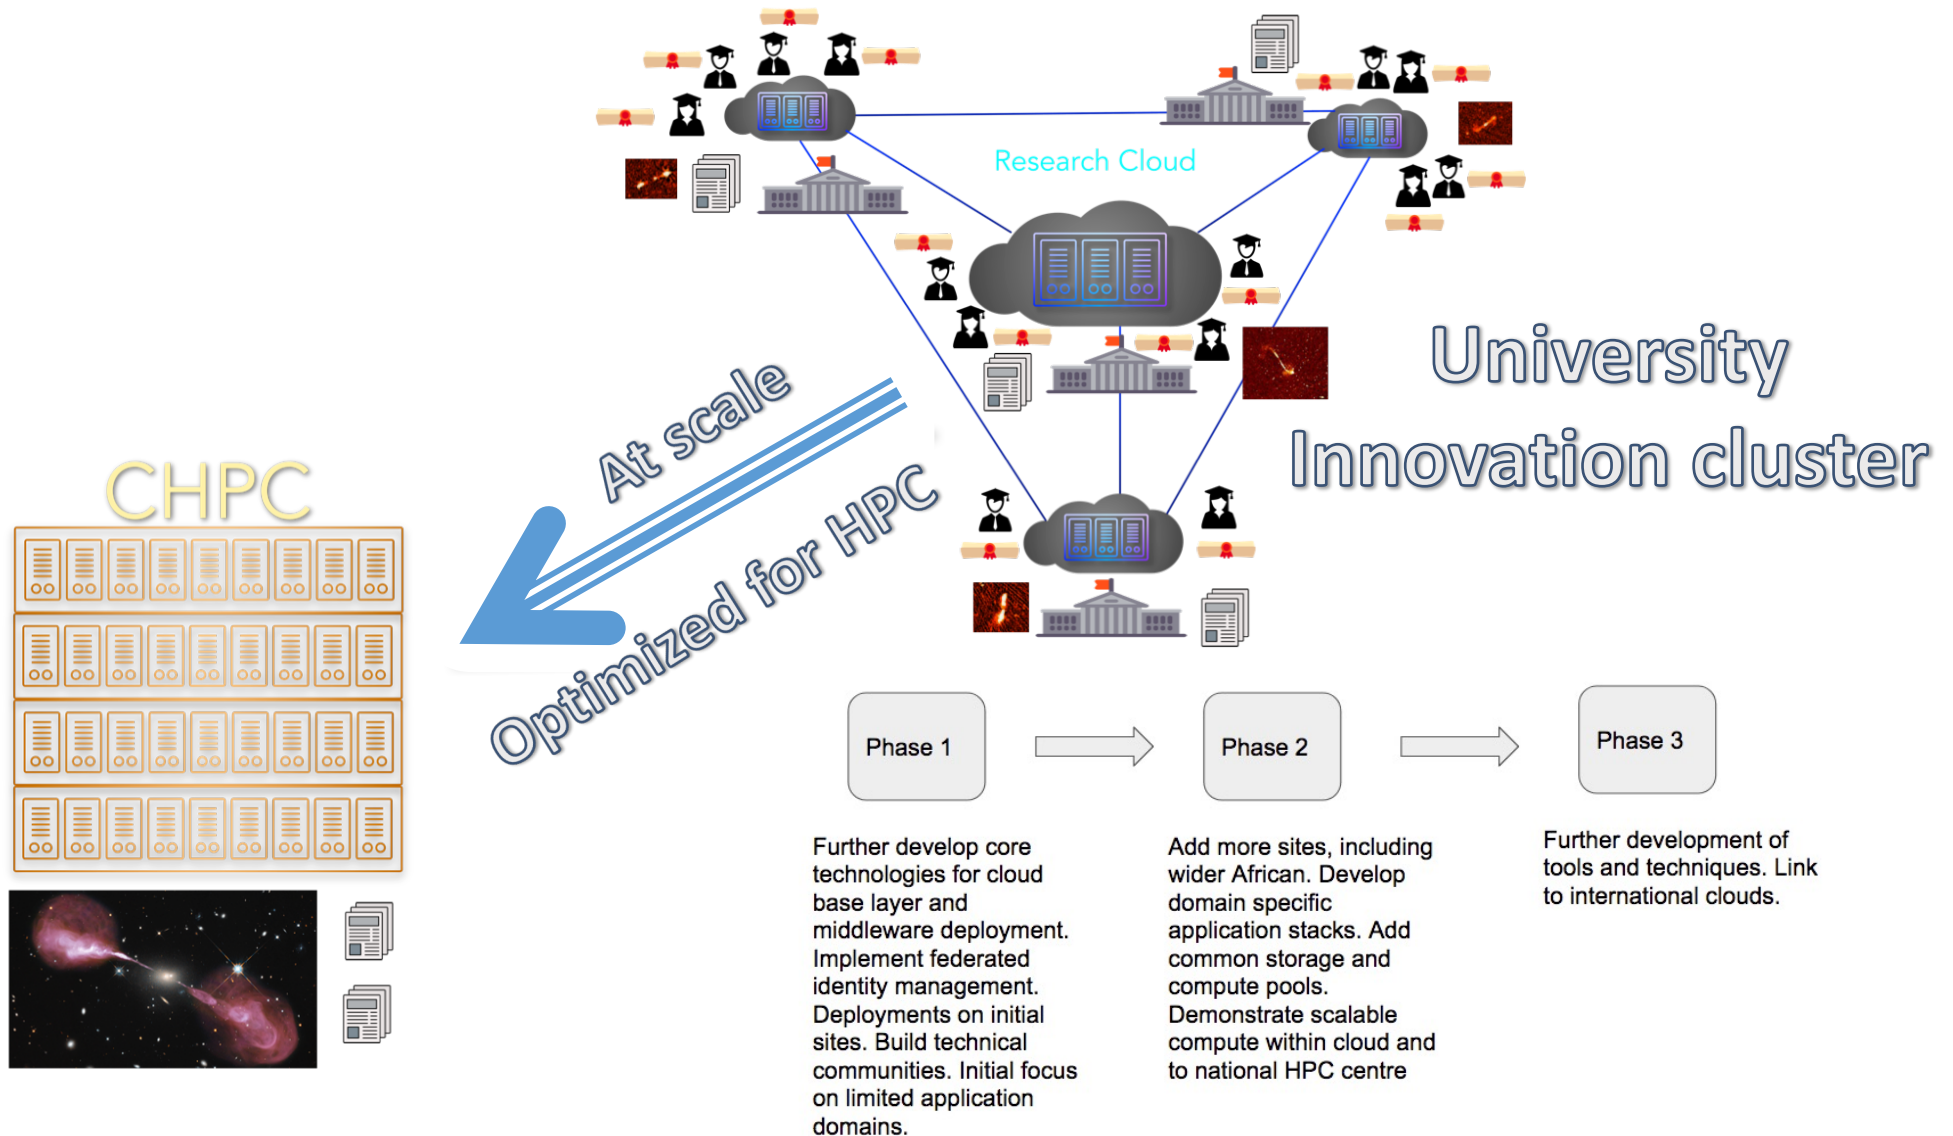 Research Cloud
University
Innovation cluster
At scale
Optimized for HPC
CHPC
Phase 1
Phase 2
Phase 3
Further develop core
technologies for cloud
base layer and
middleware deployment.
Implement federated
identity management.
Deployments on initial
sites. Build technical
communities. Initial focus
on limited application
domains.
Add more sites, including
wider African. Develop
domain specific
application stacks. Add
common storage and
compute pools.
Demonstrate scalable
compute within cloud and
to national HPC centre
Further development of
tools and techniques. Link
to international clouds.